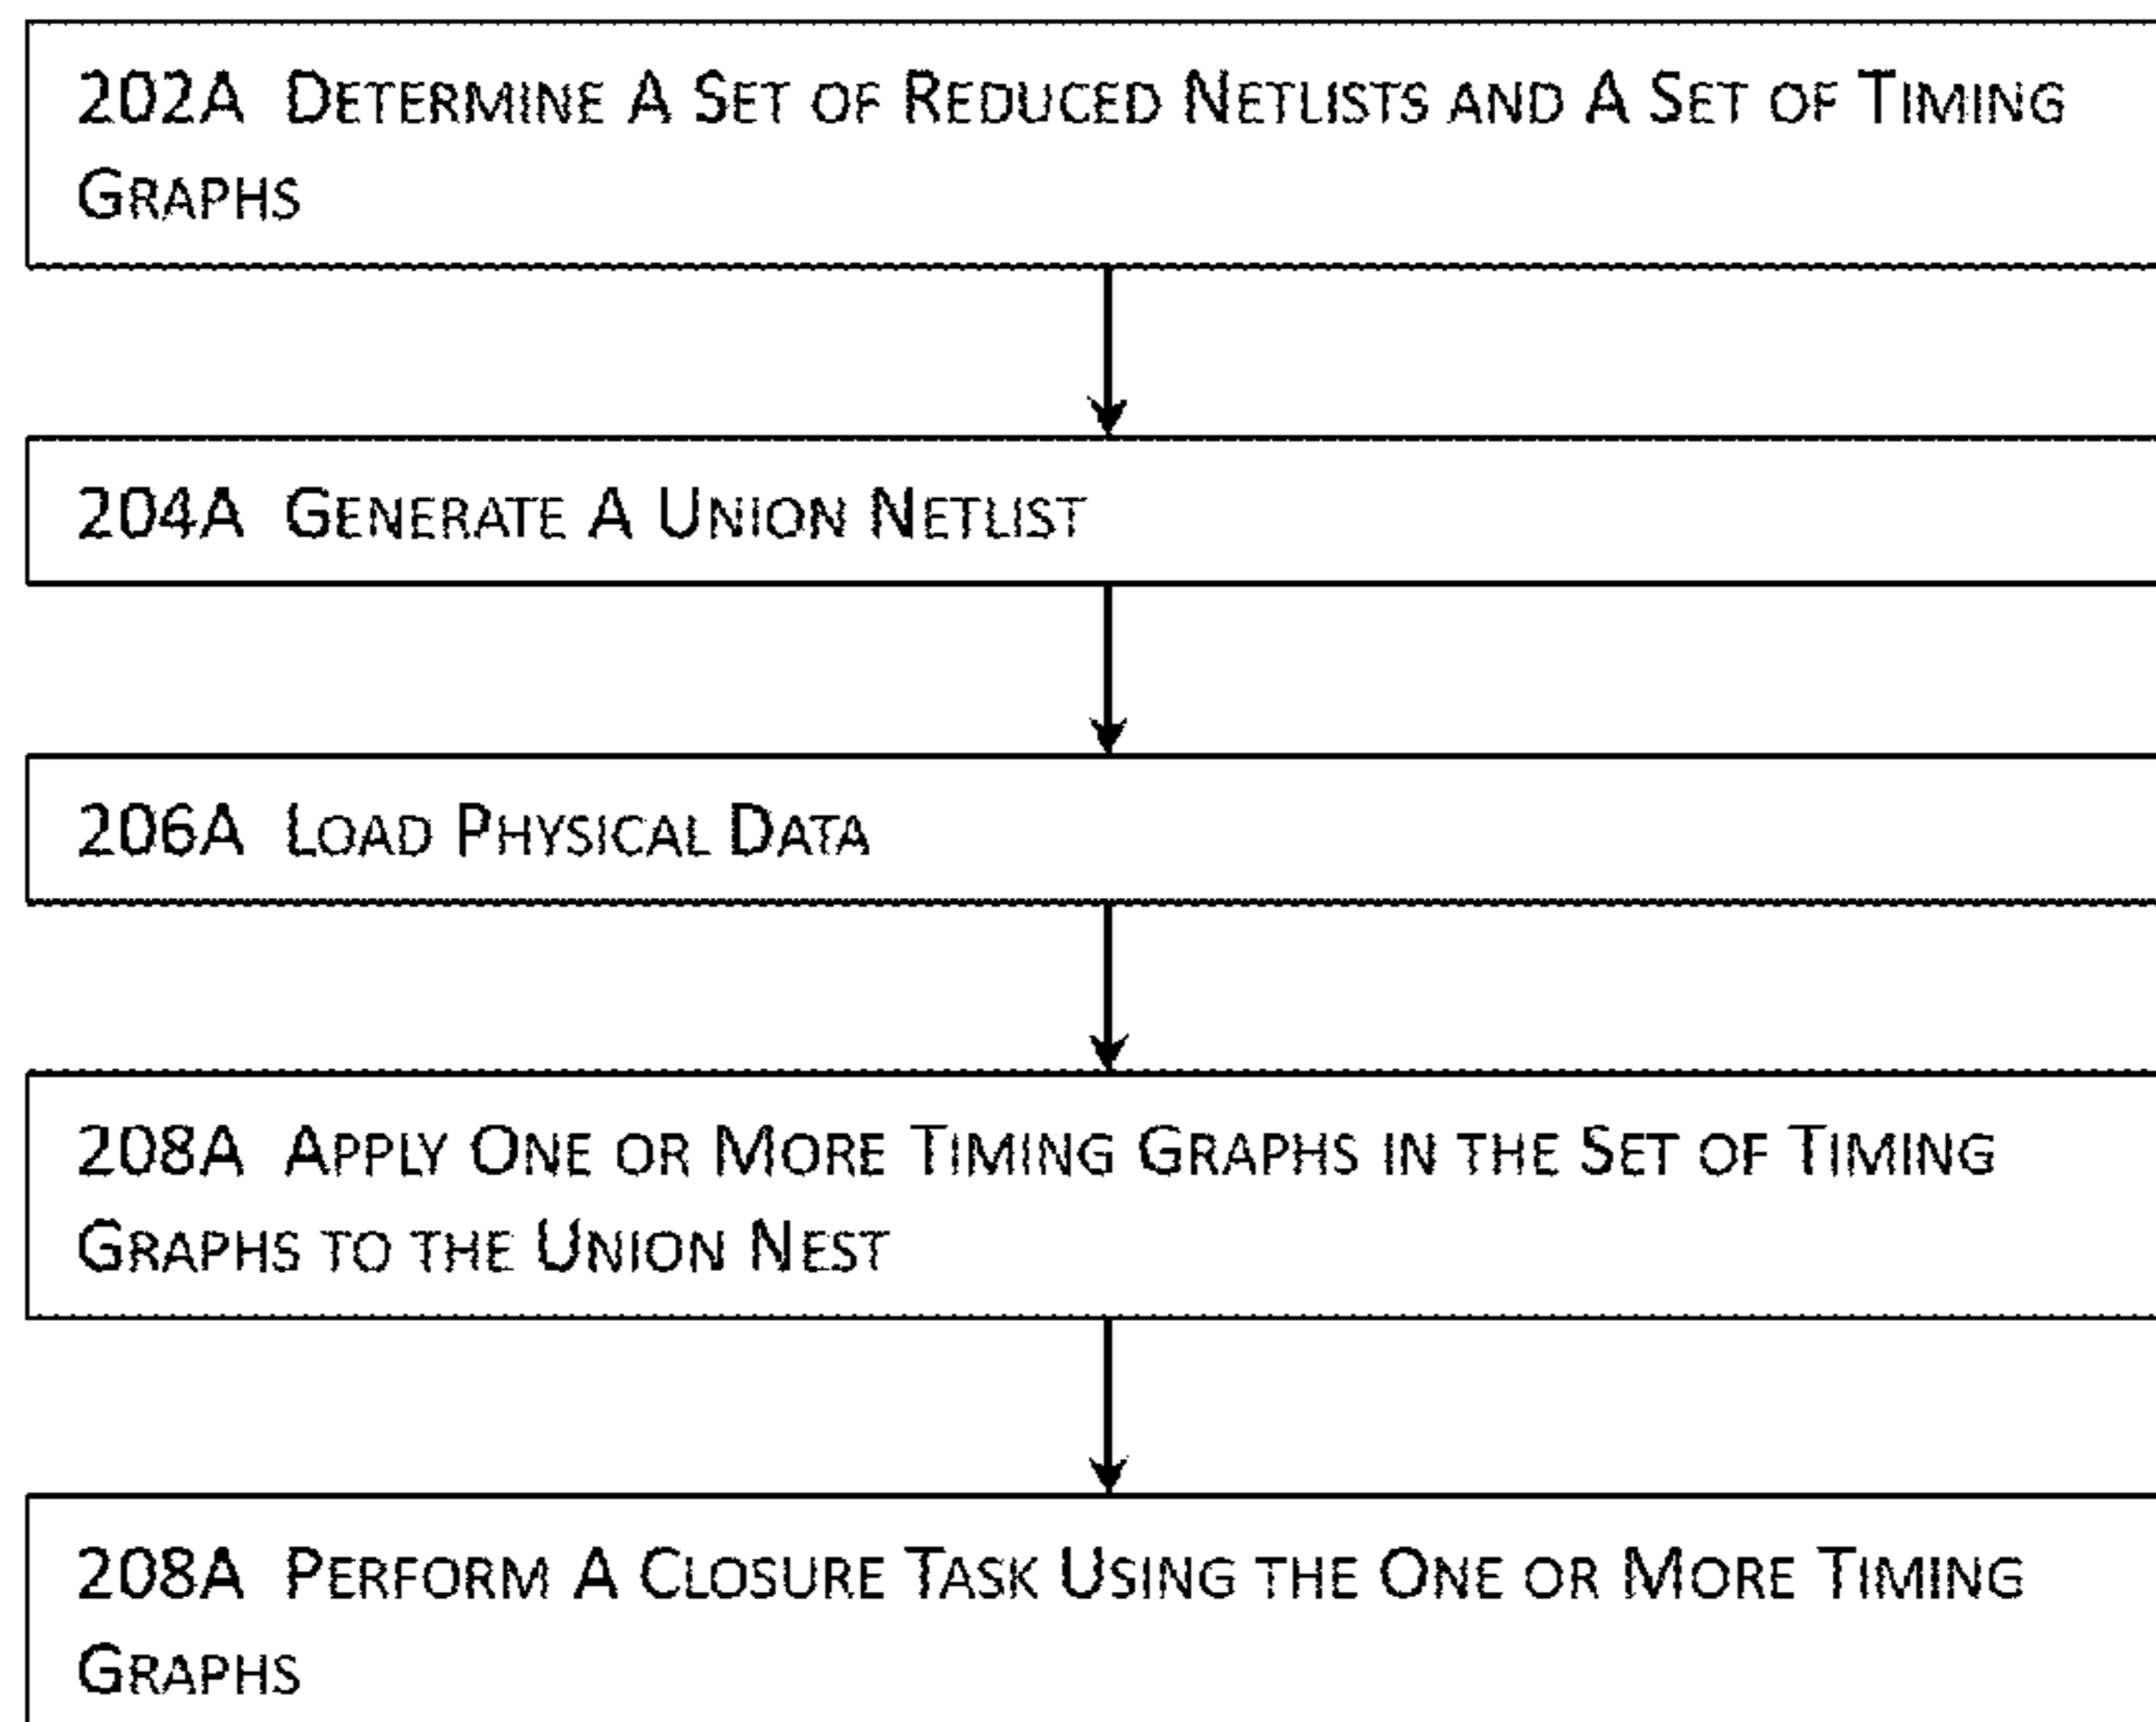 202A DETERMINE A SET OF REDUCED NETLISTS AND A SET OF TIMING
GRAPHS
204A GENERATE A UNION NETLIST
206A LOAD PHYSICAL DATA
208A APPLY ONE OR MORE TIMING GRAPHS IN THE SET OF TIMING
GRAPHS TO THE UNION NEST
208A PERFORM A CLOSURE TASK USING THE ONE OR MORE TIMING
GRAPHS